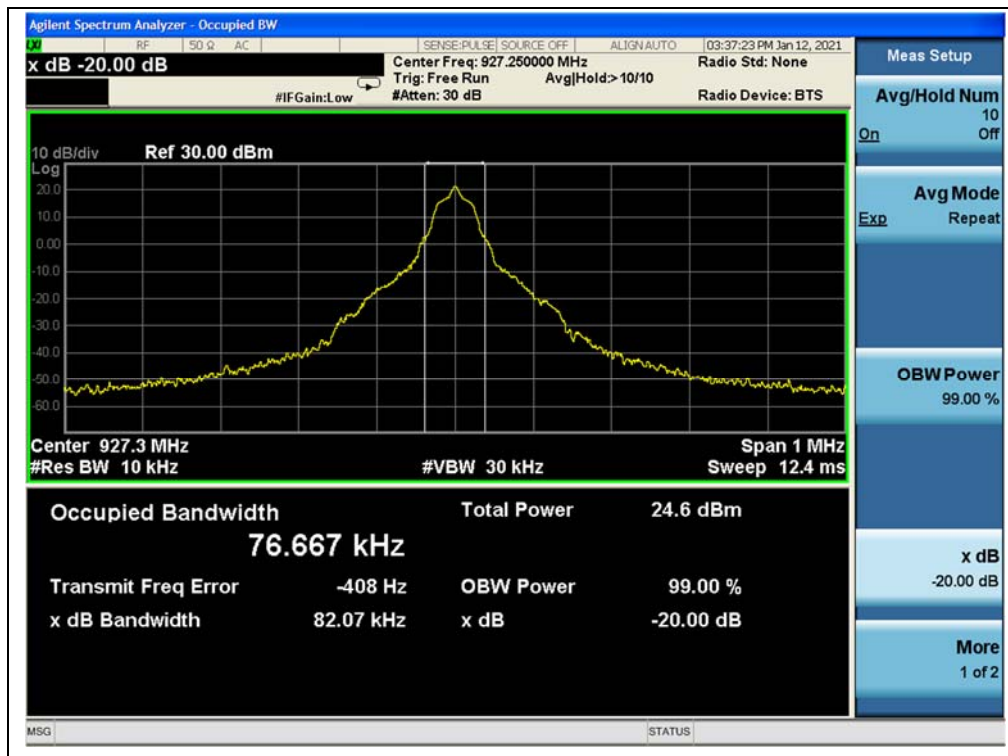 Agilent Spectrum Analyzer - Occupied BW
LXI RF 50 Ω AC SENSE:PULSE SOURCE OFF ALIGN AUTO 03:37:23 PM Jan 12, 2021
x dB -20.00 dB
Center Freq: 927.250000 MHz Radio Std: None
Trig: Free Run Avg|Hold:> 10/10
#IFGain:Low #Atten: 30 dB Radio Device: BTS
10 dB/div Ref 30.00 dBm
Log
20.0
10.0
0.00
-10.0
-20.0
-30.0
-40.0
-50.0
-60.0
Center 927.3 MHz Span 1 MHz
#Res BW 10 kHz #VBW 30 kHz Sweep 12.4 ms
Occupied Bandwidth Total Power 24.6 dBm
76.667 kHz
Transmit Freq Error -408 Hz OBW Power 99.00 %
x dB Bandwidth 82.07 kHz x dB -20.00 dB
Meas Setup
Avg/Hold Num
10
On Off
Avg Mode
Exp Repeat
OBW Power
99.00 %
x dB
-20.00 dB
More
1 of 2
MSG STATUS